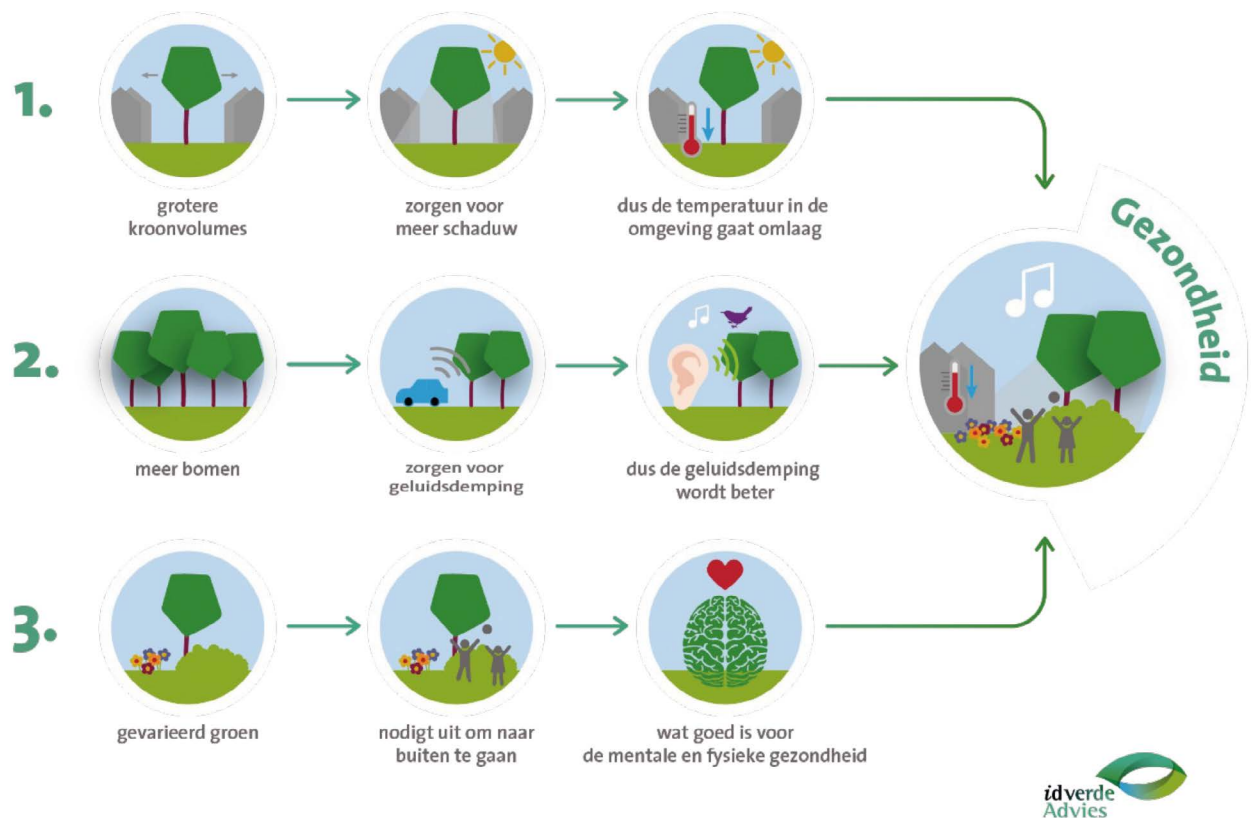 1.
grotere
kroonvolumes
zorgen voor
meer schaduw
dus de temperatuur in de
omgeving gaat omlaag
2.
meer bomen
zorgen voor
geluidsdemping
dus de geluidsdemping
wordt beter
3.
gevarieerd groen
nodigt uit om naar
buiten te gaan
wat goed is voor
de mentale en fysieke gezondheid
Gezondheid
idverde
Advies